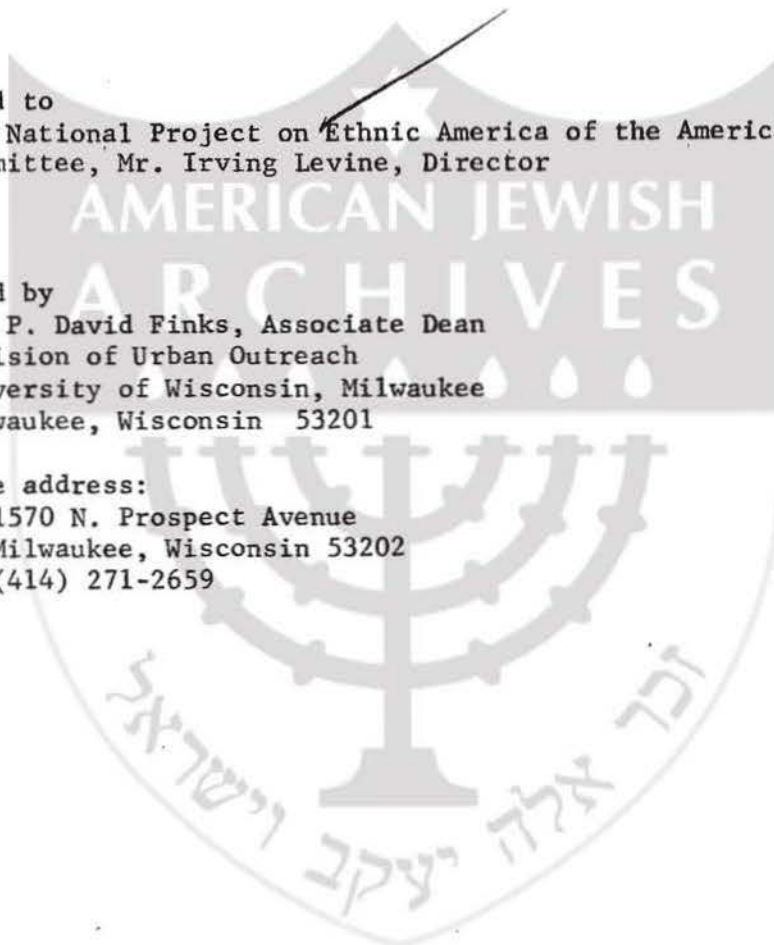 d to
National Project on Ethnic America of the Americ
mittee, Mr. Irving Levine, Director
AMERICAN JEWISH
ARCHIVES
d by
P. David Finks, Associate Dean
ision of Urban Outreach
versity of Wisconsin, Milwaukee
waukee, Wisconsin 53201
e address:
1570 N. Prospect Avenue
Milwaukee, Wisconsin 53202
(414) 271-2659
זכר אלה יעקב וישראל